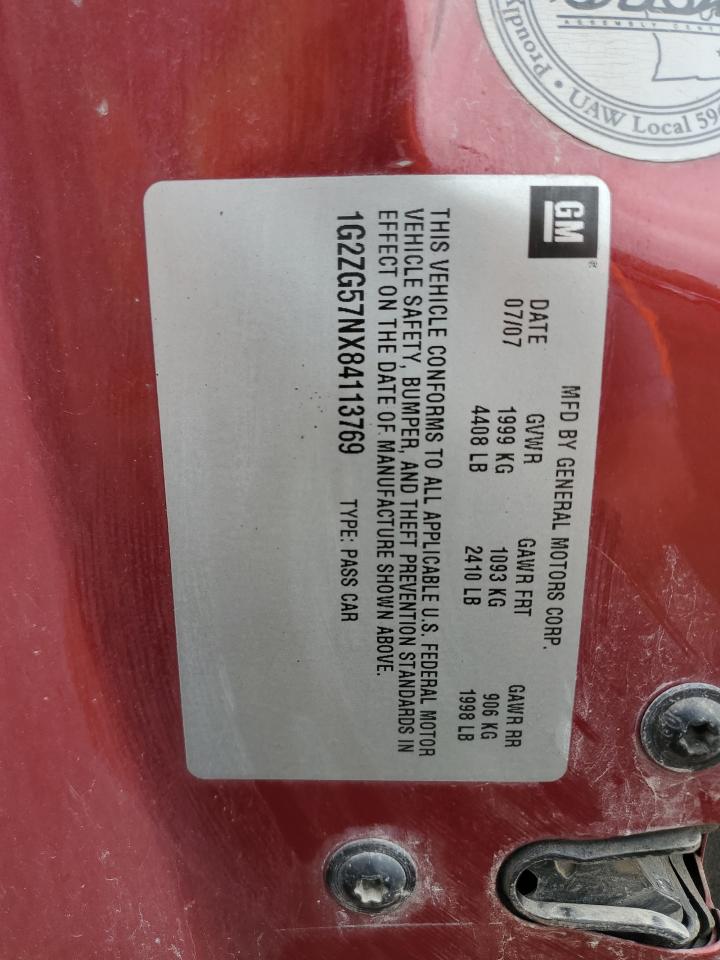 Proudly
ASSEMBLY
UAW Local
GM
MFD BY GENERAL MOTORS CORP.
DATE GVWR GAWR FRT GAWR RR
07/07 1999 KG 1093 KG 906 KG
4408 LB 2410 LB 1998 LB
THIS VEHICLE CONFORMS TO ALL APPLICABLE U.S. FEDERAL MOTOR
VEHICLE SAFETY, BUMPER, AND THEFT PREVENTION STANDARDS IN
EFFECT ON THE DATE OF MANUFACTURE SHOWN ABOVE.
1G2ZG57NX84113769 TYPE: PASS CAR